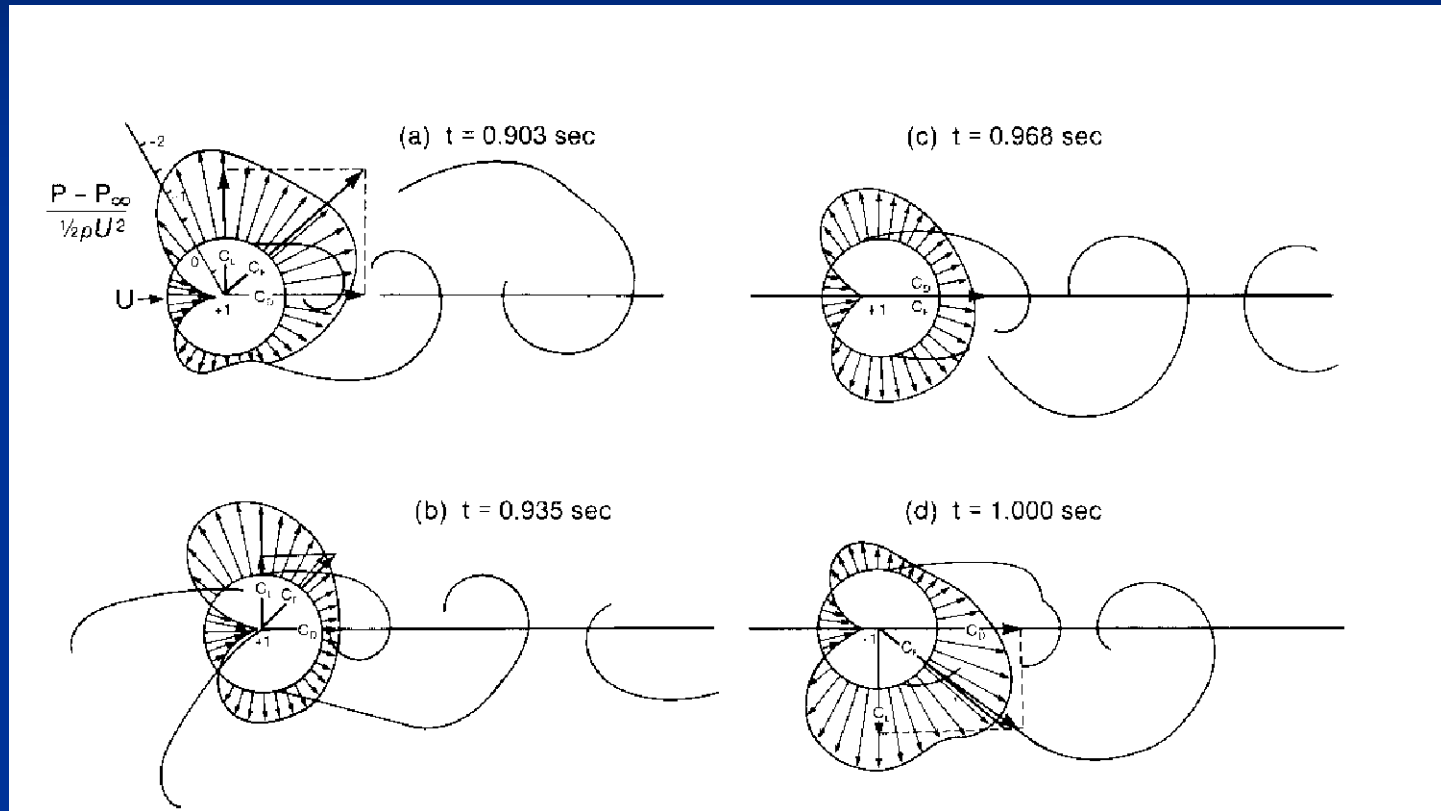 (a) t = 0.903 sec
-2
-1
0
P − P∞
½ρU²
U
C_L
C_F
C_D
+1
(c) t = 0.968 sec
C_D
C_F
+1
(b) t = 0.935 sec
C_L
C_F
C_D
+1
(d) t = 1.000 sec
C_D
C_F
C_L